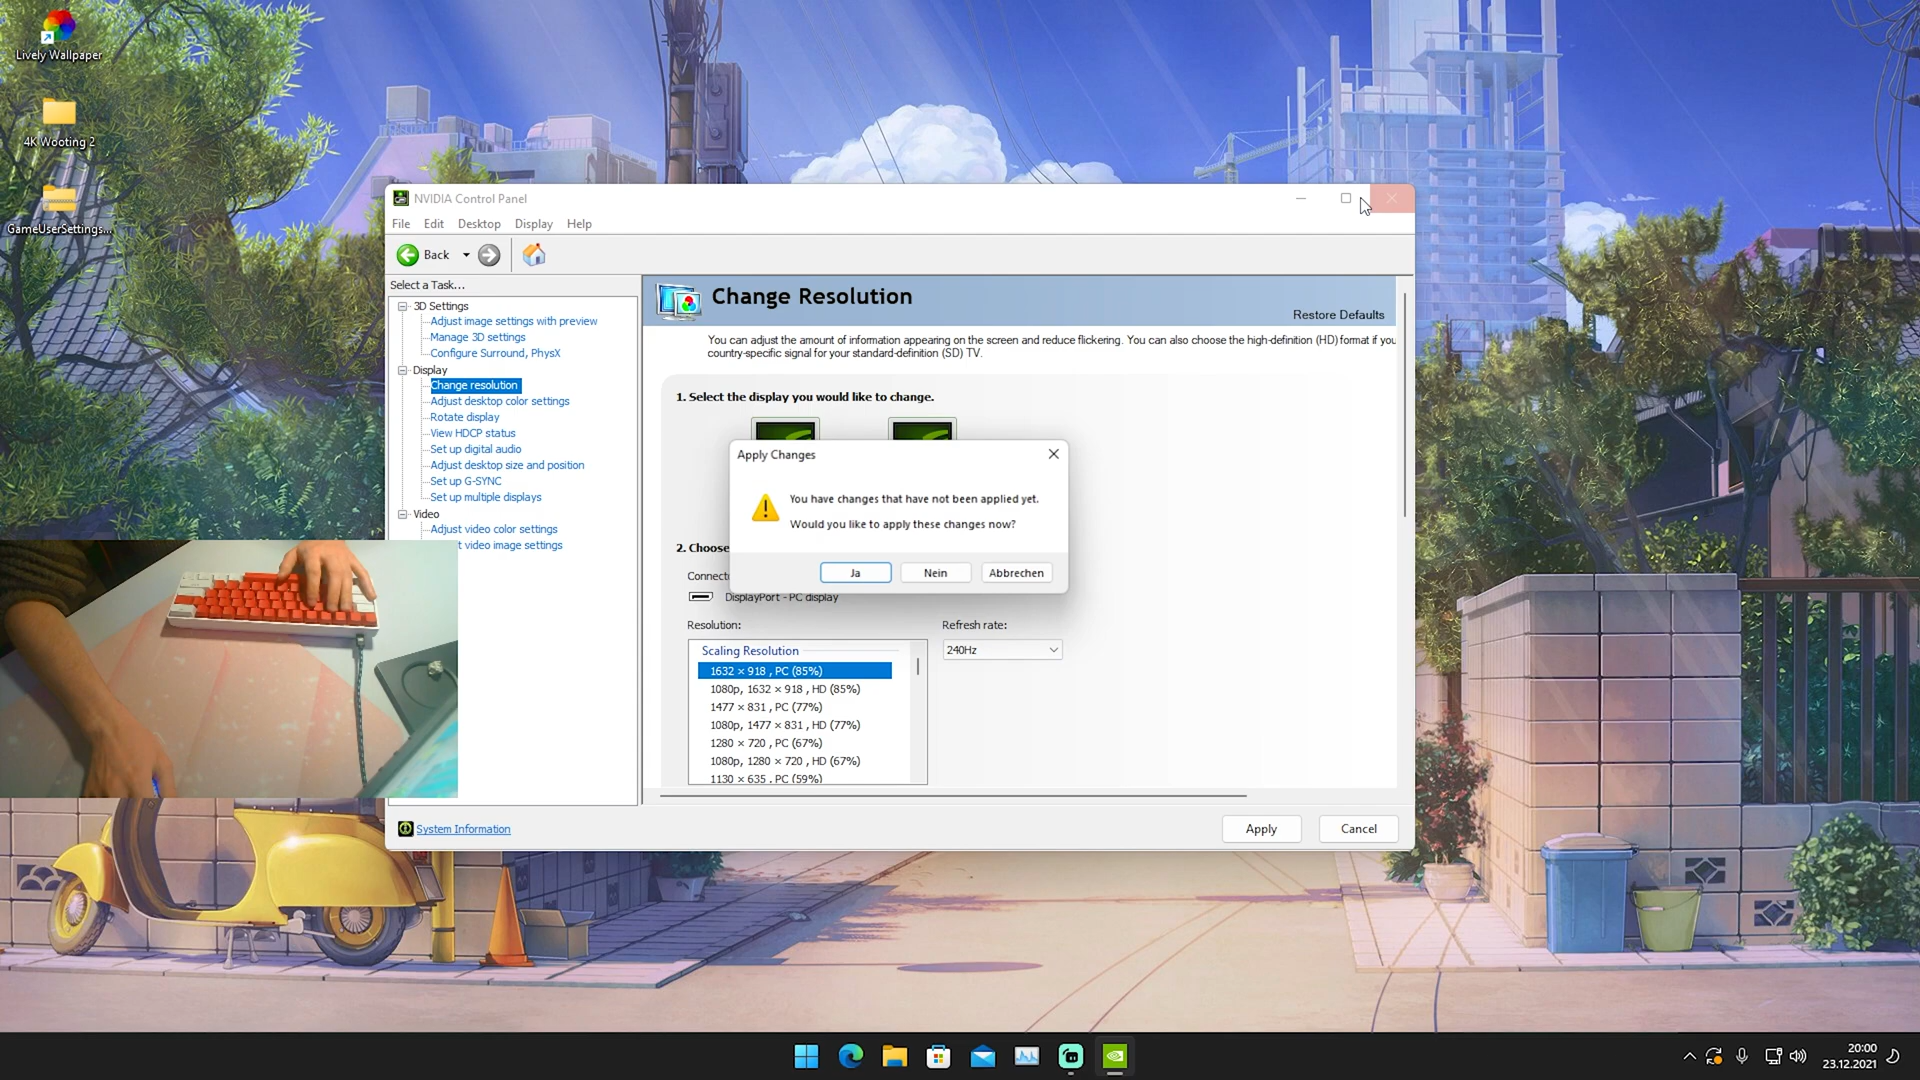 Lively Wallpaper
4K Wooting 2
GameUserSettings...
NVIDIA Control Panel
File Edit Desktop Display Help
Back
Select a Task...
3D Settings
Adjust image settings with preview
Manage 3D settings
Configure Surround, PhysX
Display
Change resolution
Adjust desktop color settings
Rotate display
View HDCP status
Set up digital audio
Adjust desktop size and position
Set up G-SYNC
Set up multiple displays
Video
Adjust video color settings
t video image settings
System Information
Change Resolution
Restore Defaults
You can adjust the amount of information appearing on the screen and reduce flickering. You can also choose the high-definition (HD) format if you
country-specific signal for your standard-definition (SD) TV.
1. Select the display you would like to change.
Apply Changes
You have changes that have not been applied yet.
Would you like to apply these changes now?
Ja Nein Abbrechen
2. Choose
Connect
DisplayPort - PC display
Resolution:
Refresh rate:
240Hz
Scaling Resolution
1632 × 918 , PC (85%)
1080p, 1632 × 918 , HD (85%)
1477 × 831 , PC (77%)
1080p, 1477 × 831 , HD (77%)
1280 × 720 , PC (67%)
1080p, 1280 × 720 , HD (67%)
1130 × 635 , PC (59%)
Apply Cancel
20:00
23.12.2021